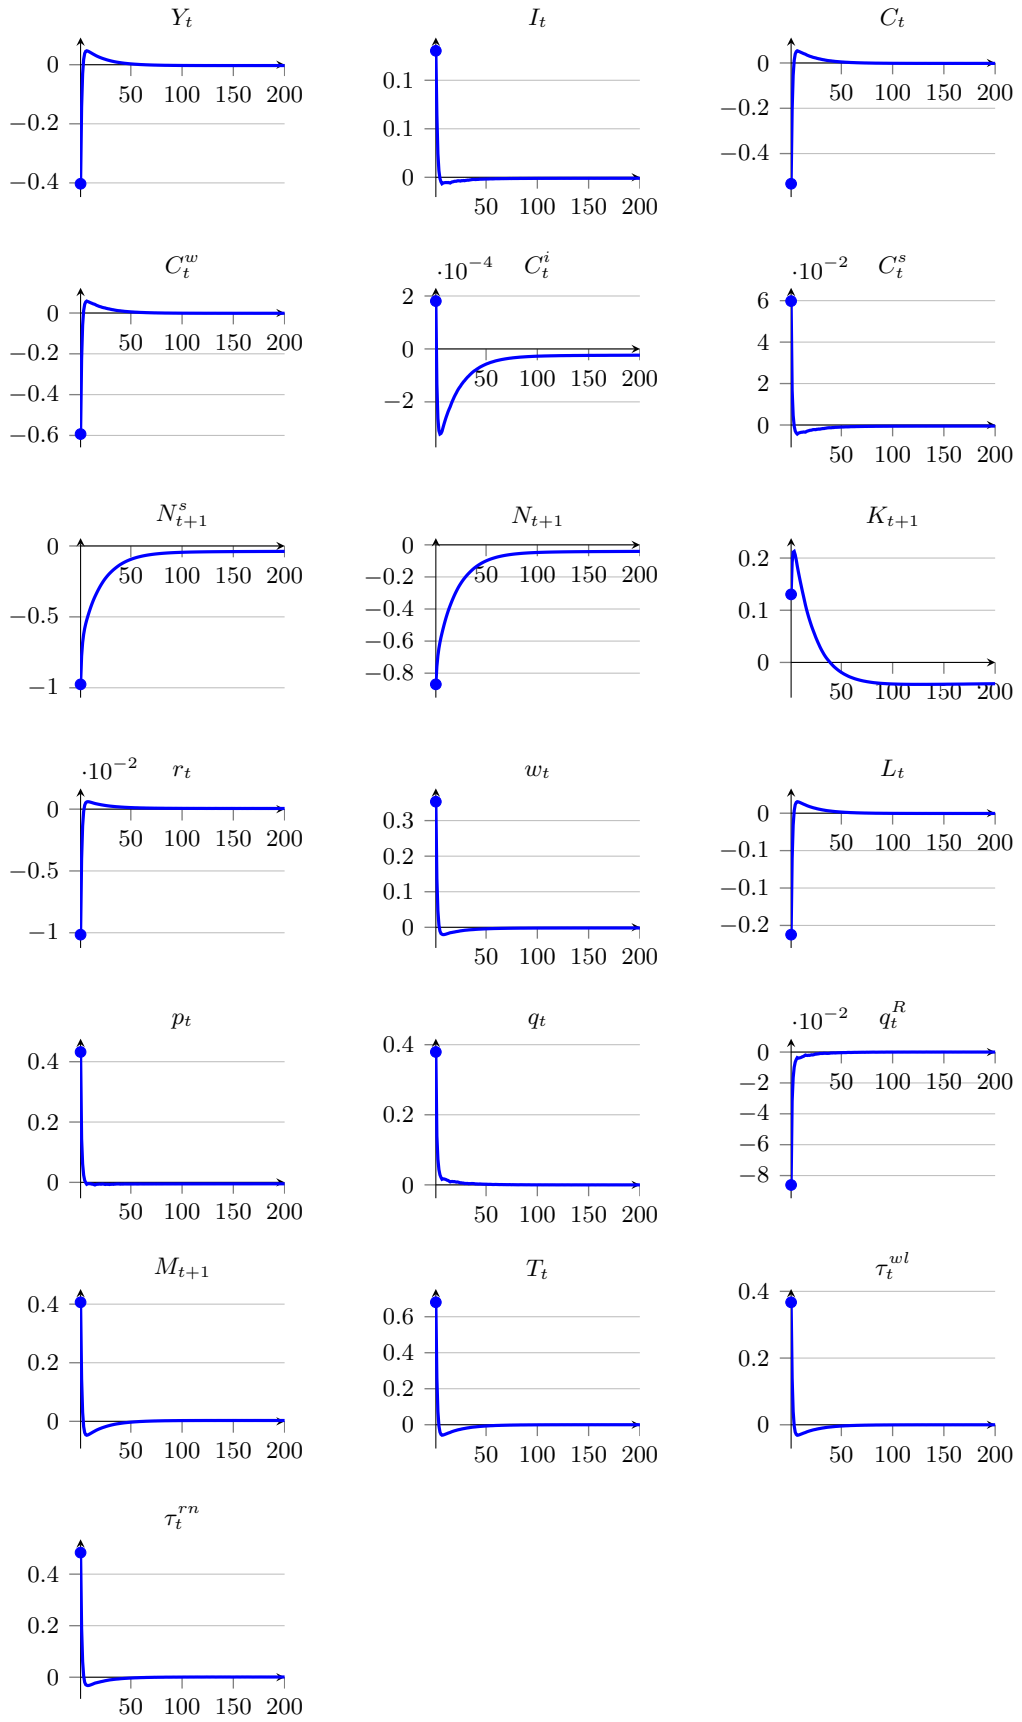 Y_t I_t C_t
0 −0.2 −0.4 50 100 150 200
0.1 0.1 0 50 100 150 200
0 −0.2 −0.4 50 100 150 200
C_t^w ·10^−4 C_t^i ·10^−2 C_t^s
0 −0.2 −0.4 −0.6 50 100 150 200
2 0 −2 50 100 150 200
6 4 2 0 50 100 150 200
N_{t+1}^s N_{t+1} K_{t+1}
0 −0.5 −1 50 100 150 200
0 −0.2 −0.4 −0.6 −0.8 50 100 150 200
0.2 0.1 0 50 100 150 200
·10^−2 r_t w_t L_t
0 −0.5 −1 50 100 150 200
0.3 0.2 0.1 0 50 100 150 200
0 −0.1 −0.1 −0.2 50 100 150 200
p_t q_t ·10^−2 q_t^R
0.4 0.2 0 50 100 150 200
0.4 0.2 0 50 100 150 200
0 −2 −4 −6 −8 50 100 150 200
M_{t+1} T_t τ_t^{wl}
0.4 0.2 0 50 100 150 200
0.6 0.4 0.2 0 50 100 150 200
0.4 0.2 0 50 100 150 200
τ_t^{rn}
0.4 0.2 0 50 100 150 200